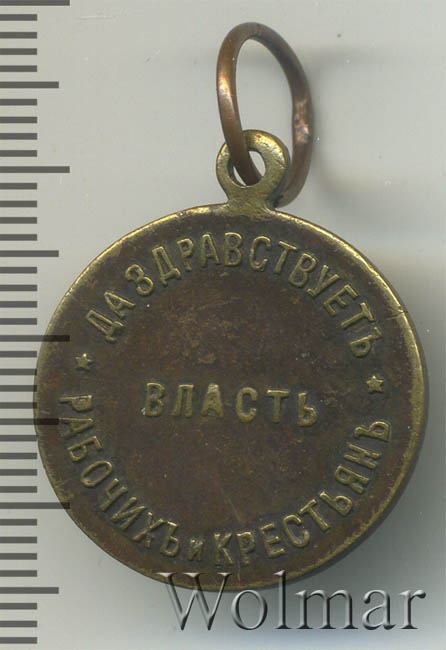 ДА ЗДРАВСТВУЕТЪ
ВЛАСТЬ
РАБОЧИХЪ и КРЕСТЬЯНЪ
Wolmar